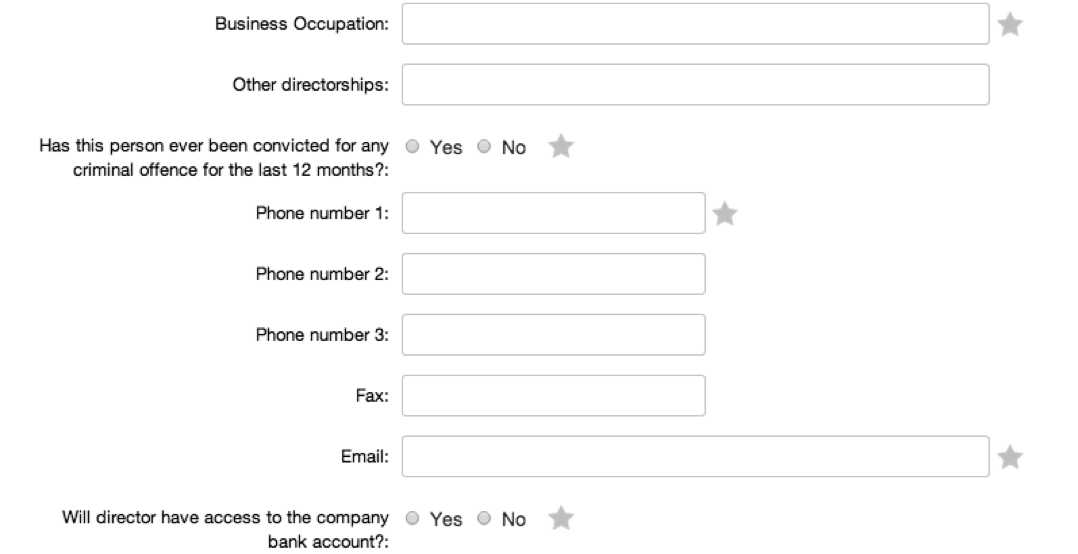 Business Occupation:
Other directorships:
Has this person ever been convicted for any Yes No
criminal offence for the last 12 months?:
Phone number 1:
Phone number 2:
Phone number 3:
Fax:
Email:
Will director have access to the company Yes No
bank account?: